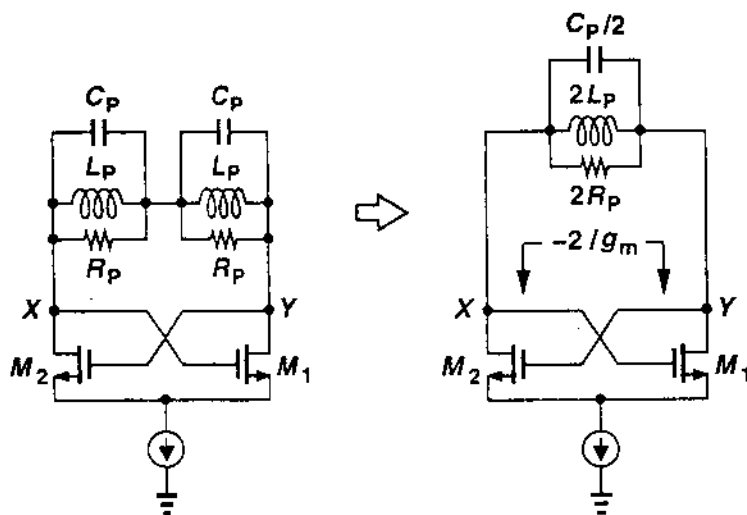 C_P C_P
L_P L_P
R_P R_P
X Y
M_2 M_1
C_P/2
2L_P
2R_P
-2/g_m
X Y
M_2 M_1